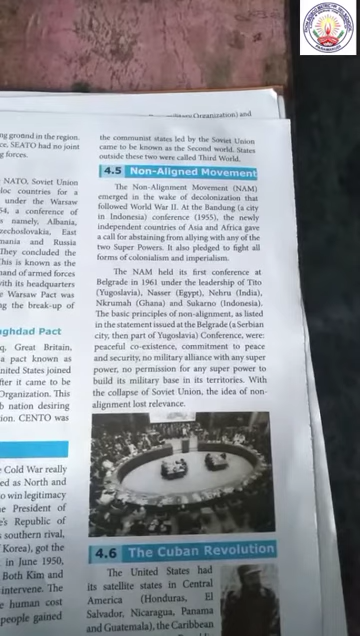 Organization) and
ng ground in the region.
ce, SEATO had no joint
g forces.
NATO, Soviet Union
loc countries for a
under the Warsaw
54, a conference of
s namely, Albania,
zechoslovakia, East
mania and Russia
They concluded the
This is known as the
mand of armed forces
with its headquarters
e Warsaw Pact was
ng the break-up of
ghdad Pact
q, Great Britain,
a pact known as
nited States joined
fter it came to be
Organization. This
b nation desiring
ion. CENTO was
e Cold War really
ed as North and
o win legitimacy
he President of
e's Republic of
s southern rival,
Korea), got the
in June 1950,
Both Kim and
intervene. The
e human cost
people gained
the communist states led by the Soviet Union
came to be known as the Second world. States
outside these two were called Third World.
4.5 Non-Aligned Movement
The Non-Alignment Movement (NAM)
emerged in the wake of decolonization that
followed World War II. At the Bandung (a city
in Indonesia) conference (1955), the newly
independent countries of Asia and Africa gave
a call for abstaining from allying with any of the
two Super Powers. It also pledged to fight all
forms of colonialism and imperialism.
The NAM held its first conference at
Belgrade in 1961 under the leadership of Tito
(Yugoslavia), Nasser (Egypt), Nehru (India),
Nkrumah (Ghana) and Sukarno (Indonesia).
The basic principles of non-alignment, as listed
in the statement issued at the Belgrade (a Serbian
city, then part of Yugoslavia) Conference, were:
peaceful co-existence, commitment to peace
and security, no military alliance with any super
power, no permission for any super power to
build its military base in its territories. With
the collapse of Soviet Union, the idea of non-
alignment lost relevance.
4.6 The Cuban Revolution
The United States had
its satellite states in Central
America (Honduras, El
Salvador, Nicaragua, Panama
and Guatemala), the Caribbean